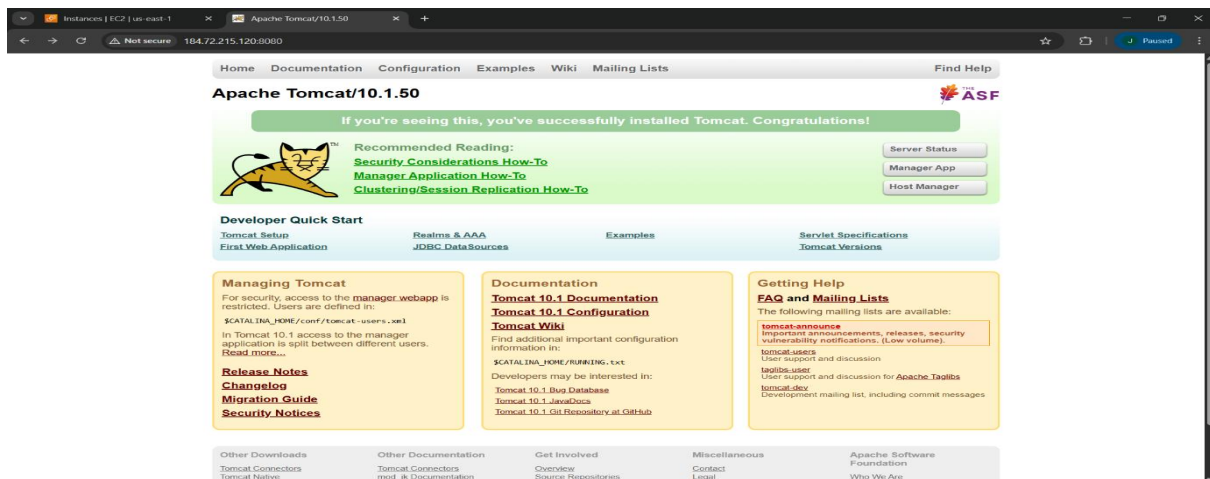 Instances | EC2 | us-east-1
Apache Tomcat/10.1.50
Not secure 184.72.215.120:8080
J Paused
Home Documentation Configuration Examples Wiki Mailing Lists Find Help
Apache Tomcat/10.1.50
THE ASF
If you're seeing this, you've successfully installed Tomcat. Congratulations!
TM
Recommended Reading:
Security Considerations How-To
Manager Application How-To
Clustering/Session Replication How-To
Server Status
Manager App
Host Manager
Developer Quick Start
Tomcat Setup
First Web Application
Realms & AAA
JDBC DataSources
Examples
Servlet Specifications
Tomcat Versions
Managing Tomcat
For security, access to the manager webapp is
restricted. Users are defined in:
$CATALINA_HOME/conf/tomcat-users.xml
In Tomcat 10.1 access to the manager
application is split between different users.
Read more...
Release Notes
Changelog
Migration Guide
Security Notices
Documentation
Tomcat 10.1 Documentation
Tomcat 10.1 Configuration
Tomcat Wiki
Find additional important configuration
information in:
$CATALINA_HOME/RUNNING.txt
Developers may be interested in:
Tomcat 10.1 Bug Database
Tomcat 10.1 JavaDocs
Tomcat 10.1 Git Repository at GitHub
Getting Help
FAQ and Mailing Lists
The following mailing lists are available:
tomcat-announce
Important announcements, releases, security
vulnerability notifications. (Low volume).
tomcat-users
User support and discussion
taglibs-user
User support and discussion for Apache Taglibs
tomcat-dev
Development mailing list, including commit messages
Other Downloads
Tomcat Connectors
Tomcat Native
Other Documentation
Tomcat Connectors
mod_jk Documentation
Get Involved
Overview
Source Repositories
Miscellaneous
Contact
Legal
Apache Software
Foundation
Who We Are